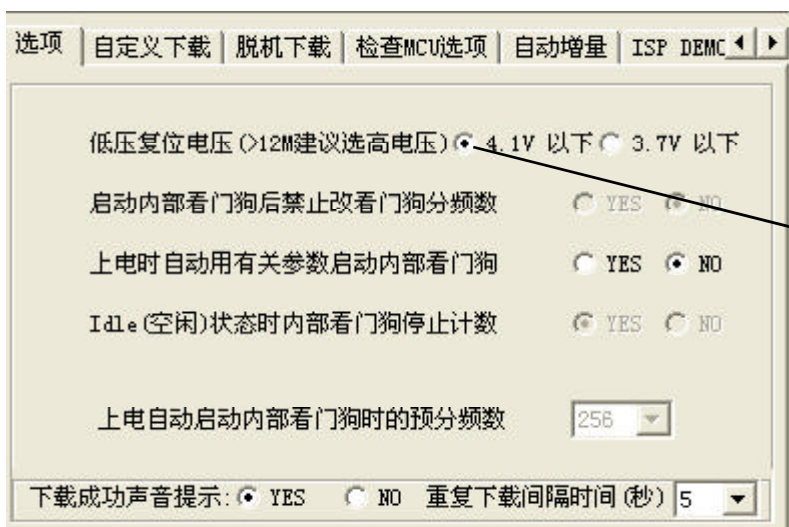 选项 自定义下载 脱机下载 检查MCU选项 自动增量 ISP DEMO
低压复位电压(>12M建议选高电压) 4.1V 以下 3.7V 以下
启动内部看门狗后禁止改看门狗分频数 YES NO
上电时自动用有关参数启动内部看门狗 YES NO
Idle(空闲)状态时内部看门狗停止计数 YES NO
上电自动启动内部看门狗时的预分频数 256
下载成功声音提示: YES NO 重复下载间隔时间(秒) 5